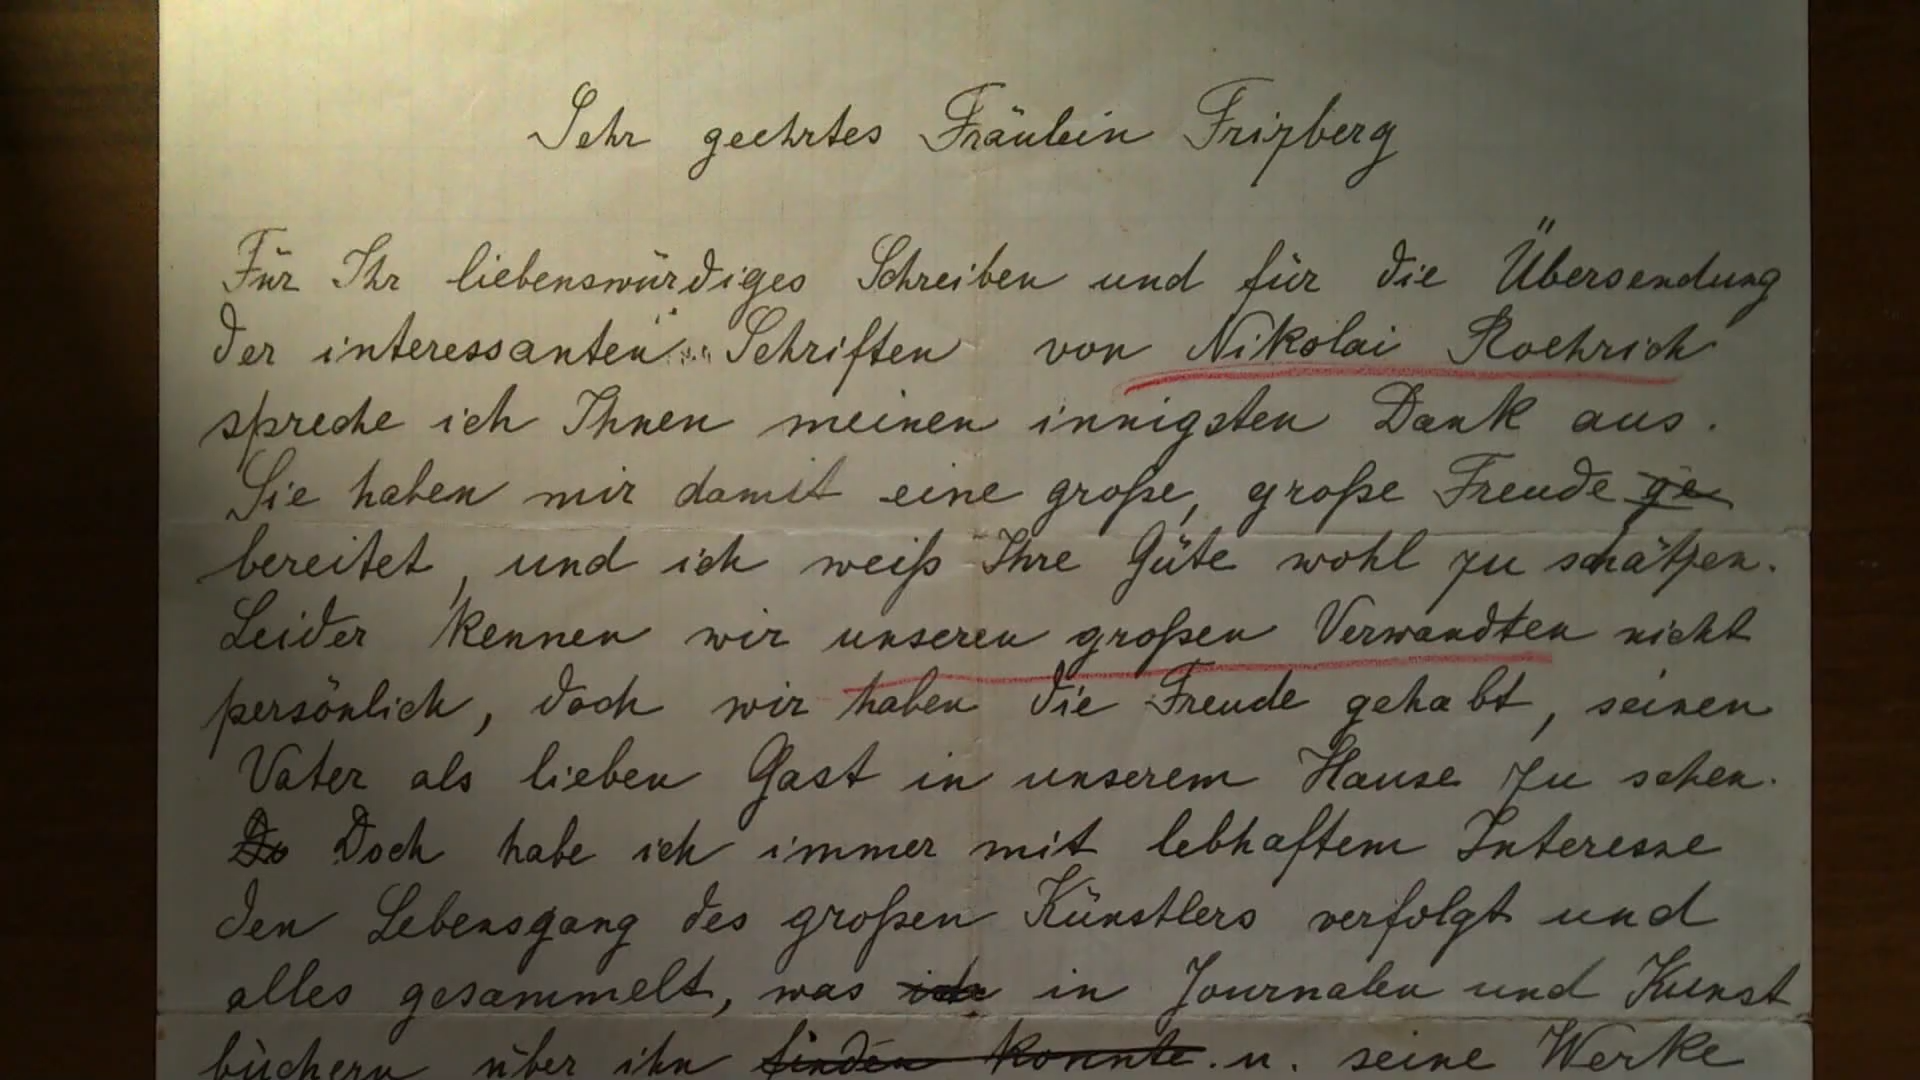 Sehr geehrtes Fräulein Frizberg
Für Ihr liebenswürdiges Schreiben und für die Übersendung
der interessanten Schriften von Nikolai Roehrich
spreche ich Ihnen meinen innigsten Dank aus.
Sie haben mir damit eine große, große Freude ge
bereitet, und ich weiß Ihre Güte wohl zu schätzen.
Leider kennen wir unseren großen Verwandten nicht
persönlich, doch wir haben die Freude gehabt, seinen
Vater als lieben Gast in unserem Hause zu sehen.
Do Doch habe ich immer mit lebhaftem Interesse
den Lebensgang des großen Künstlers verfolgt und
alles gesammelt, was ich in Journalen und Kunst
büchern über ihn finden konnte. u. seine Werke